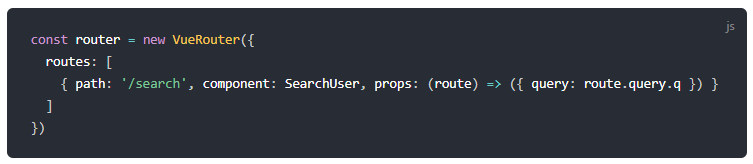 js
const router = new VueRouter({
  routes: [
    { path: '/search', component: SearchUser, props: (route) => ({ query: route.query.q }) }
  ]
})